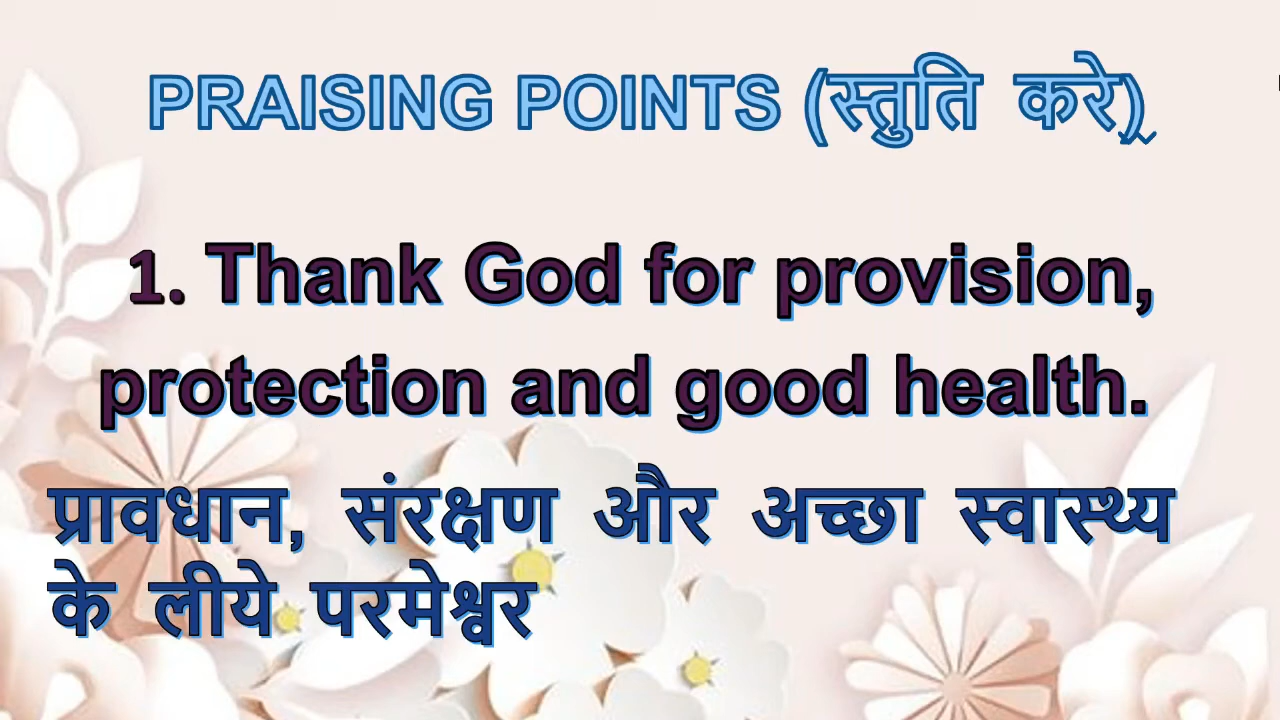 PRAISING POINTS (स्तुति करे)
1. Thank God for provision,
protection and good health.
प्रावधान, संरक्षण और अच्छा स्वास्थ्य
के लीये परमेश्वर